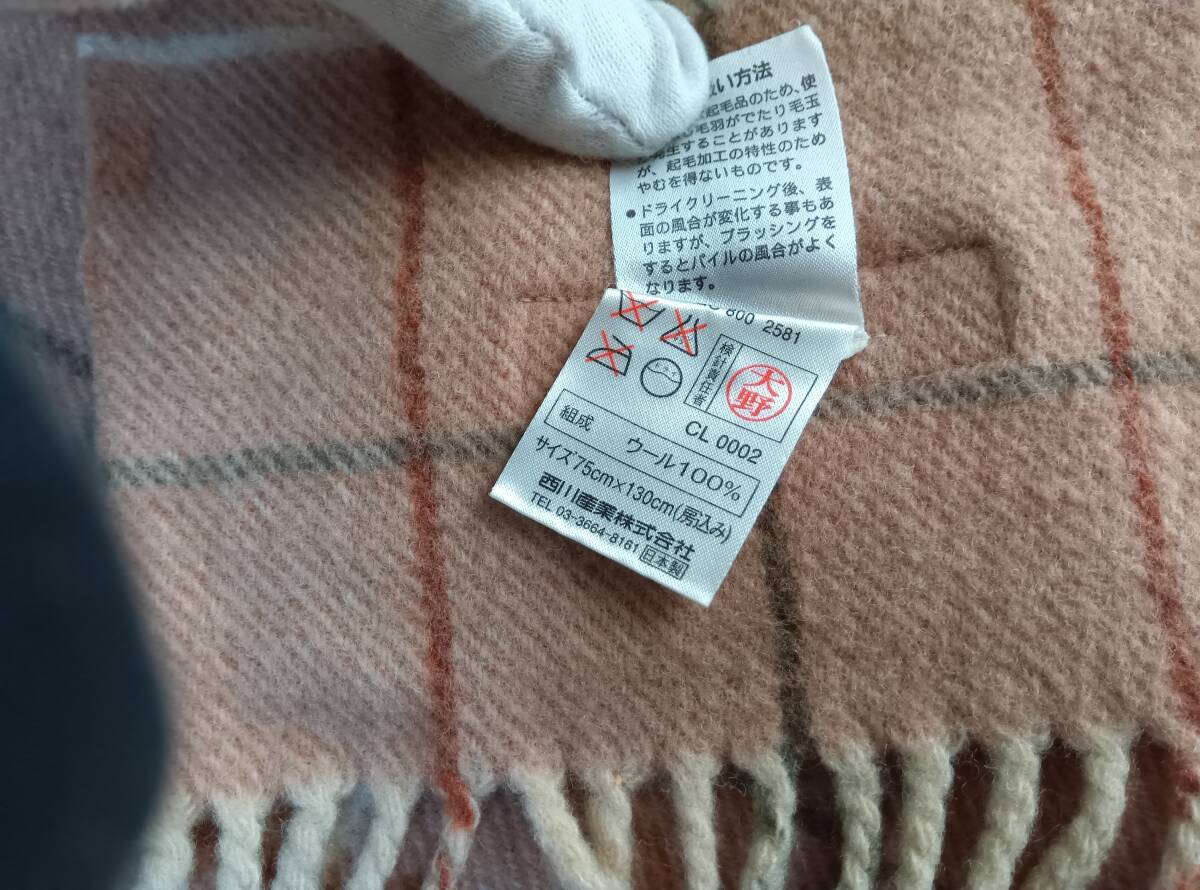 い方法
起毛品のため、使
毛羽がでたり毛玉
発生することがあります
が、起毛加工の特性のため
やむを得ないものです。
●ドライクリーニング後、表
面の風合が変化する事もあ
りますが、ブラッシングを
するとパイルの風合がよく
なります。
800 2581
検針責任者
大野
CL 0002
組成 ウール100%
サイズ75cm×130cm(房込み)
西川産業株式会社
TEL 03-3664-8161 日本製